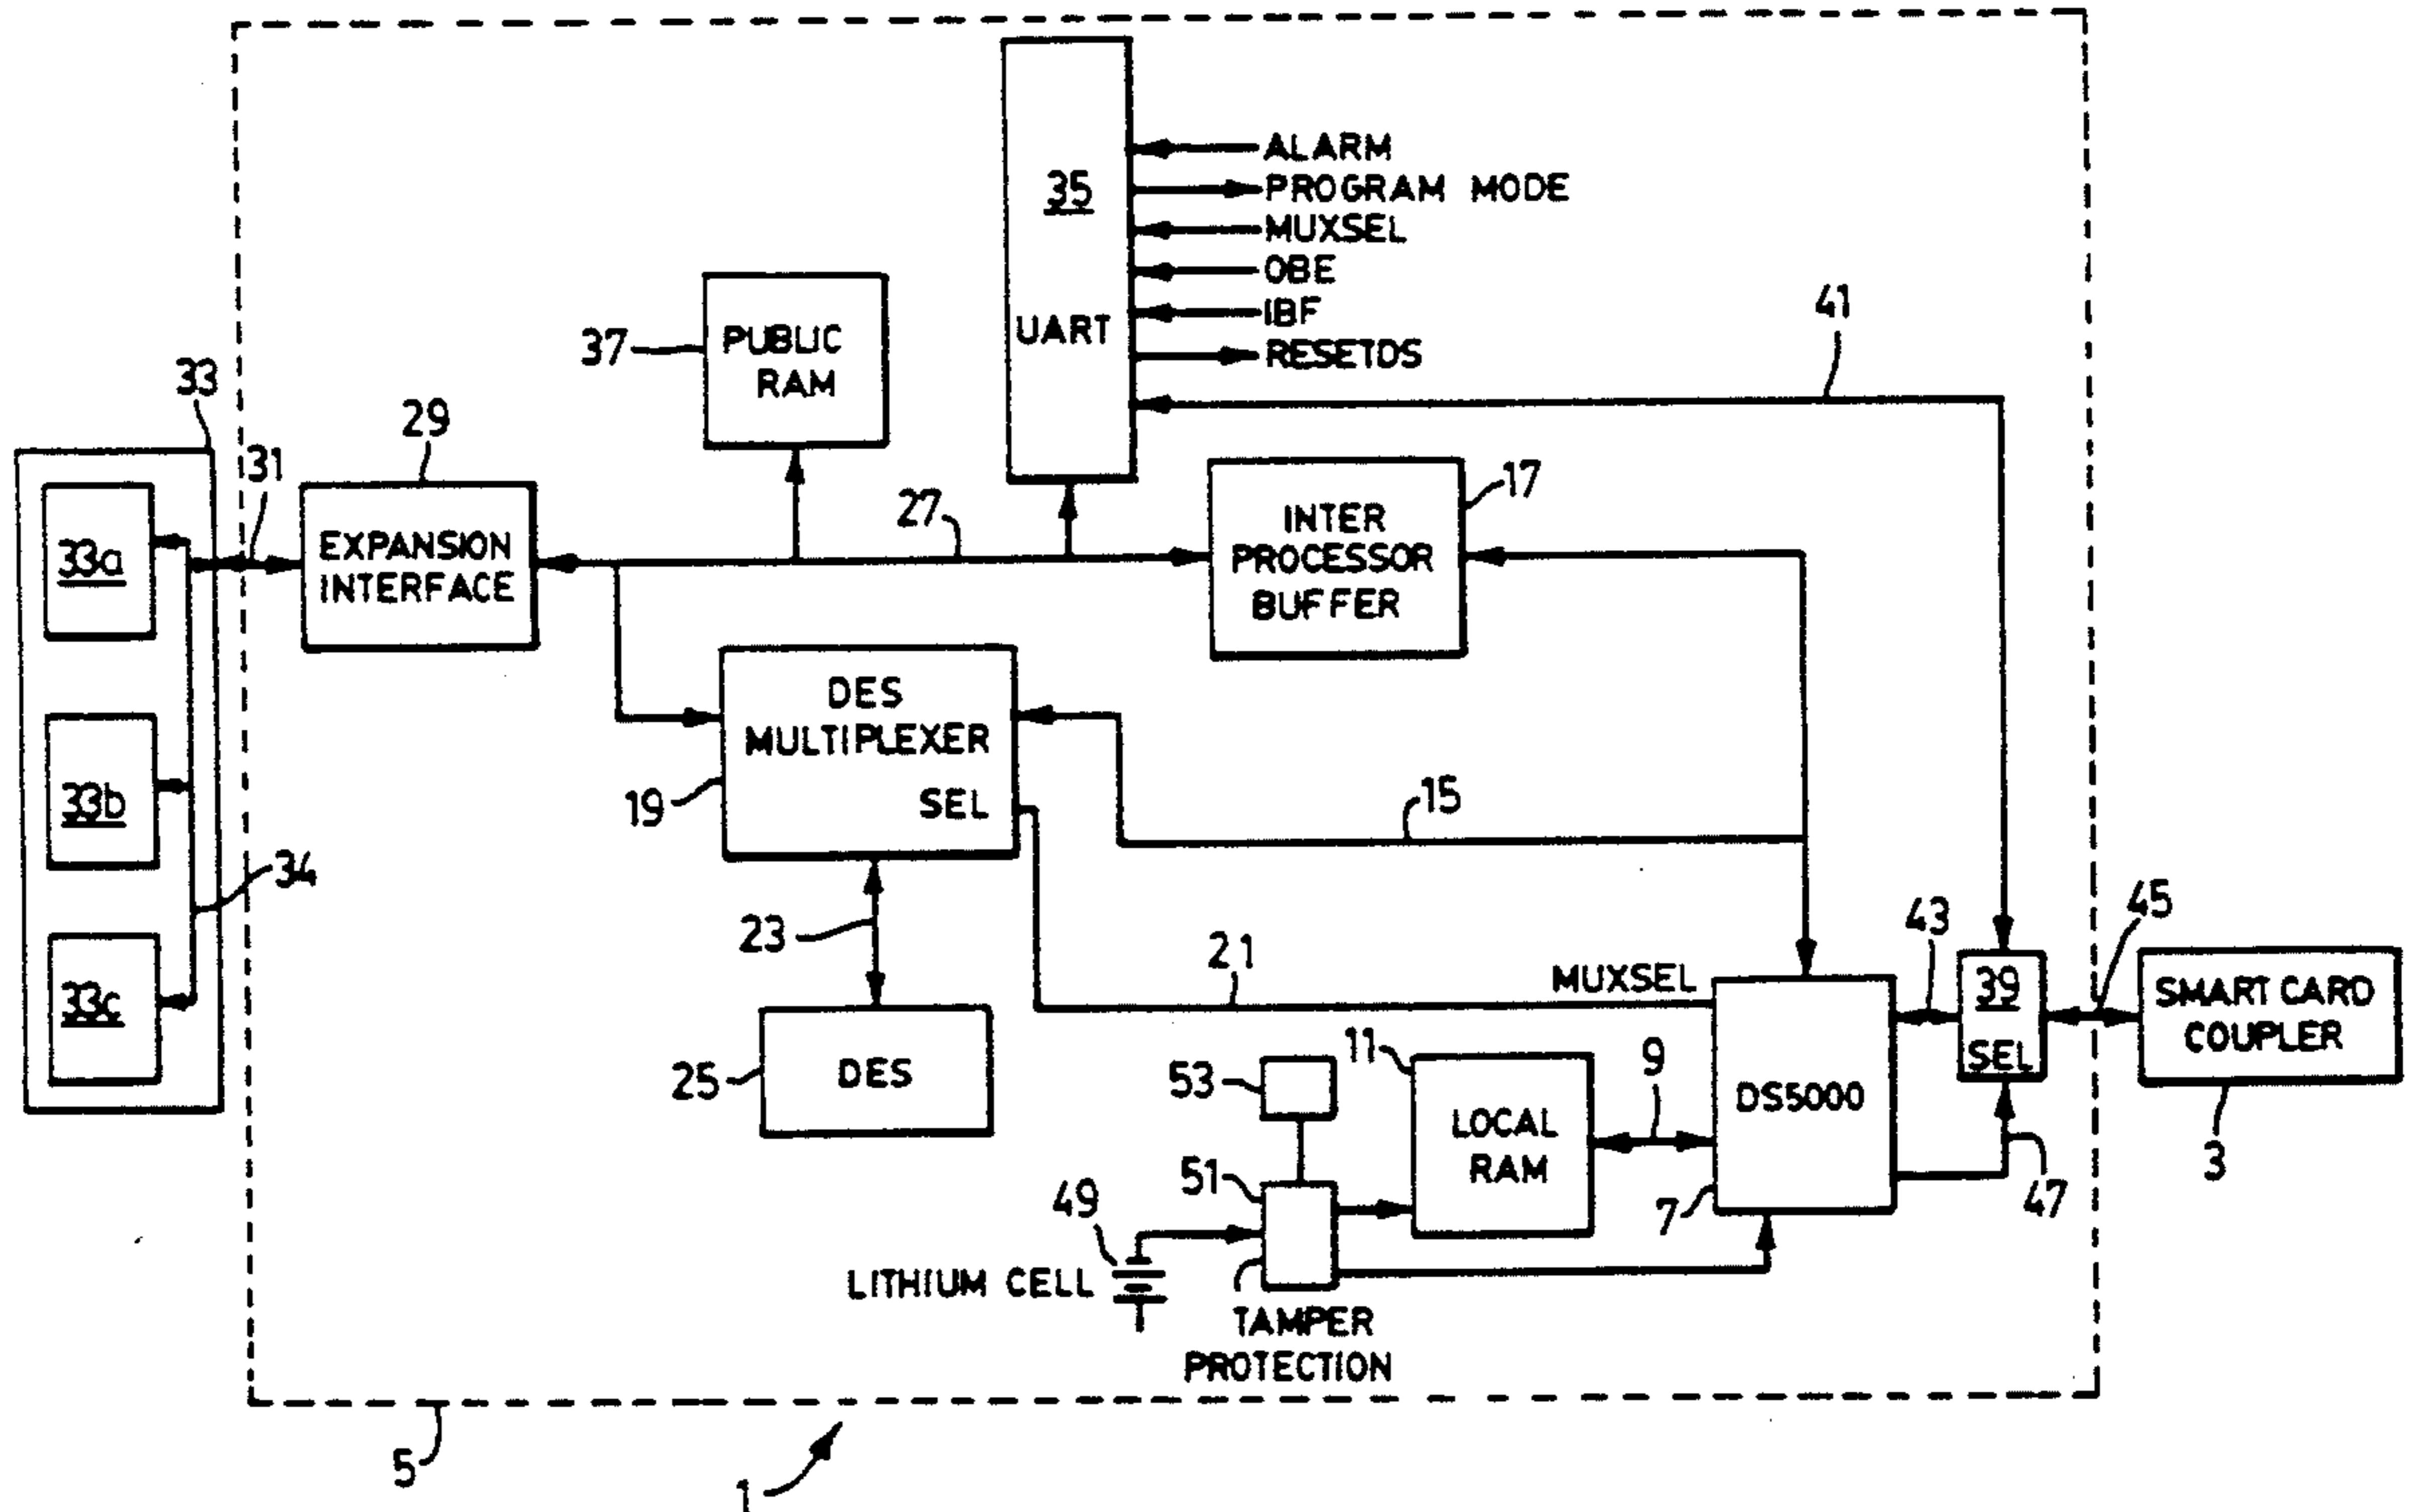 ALARM
35
PROGRAM MODE
MUXSEL
OBE
IBF
UART
RESETDS
41
37
PUBLIC
RAM
33
29
31
27
17
33a
EXPANSION
INTERFACE
INTER
PROCESSOR
BUFFER
DES
MULTIPLEXER
SEL
19
15
33b
34
23
21
MUXSEL
43
45
33c
39
SEL
SMART CARD
COUPLER
3
25
DES
53
11
9
LOCAL
RAM
DS5000
7
47
51
49
LITHIUM CELL
TAMPER
PROTECTION
5
1